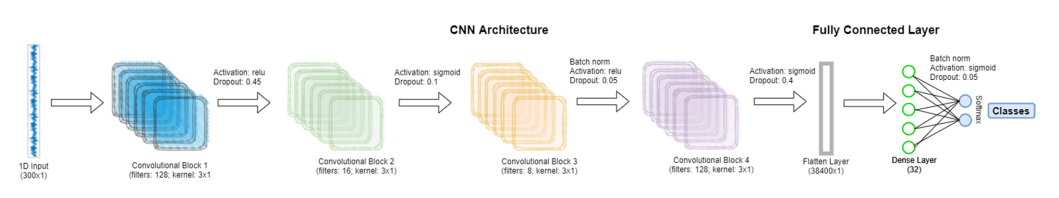 CNN Architecture
Fully Connected Layer
1D Input
(300x1)
Convolutional Block 1
(filters: 128; kernel: 3x1)
Activation: relu
Dropout: 0.45
Convolutional Block 2
(filters: 16; kernel: 3x1)
Activation: sigmoid
Dropout: 0.1
Convolutional Block 3
(filters: 8; kernel: 3x1)
Batch norm
Activation: relu
Dropout: 0.05
Convolutional Block 4
(filters: 128; kernel: 3x1)
Activation: sigmoid
Dropout: 0.4
Flatten Layer
(38400x1)
Dense Layer
(32)
Batch norm
Activation: sigmoid
Dropout: 0.05
Softmax
Classes